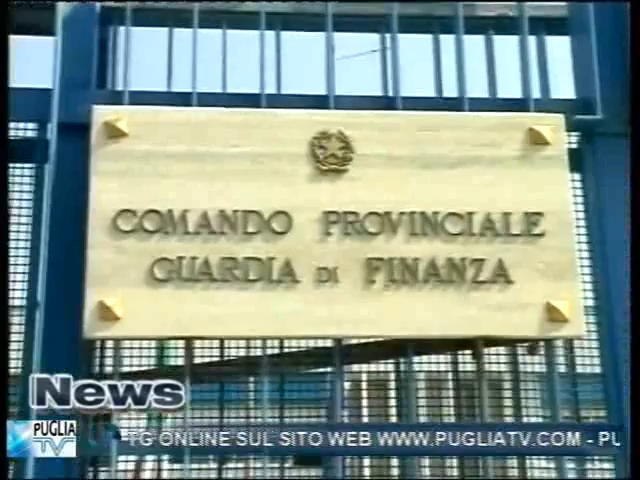 COMANDO PROVINCIALE
GUARDIA DI FINANZA
News
PUGLIA
TV
TG ONLINE SUL SITO WEB WWW.PUGLIATV.COM - PU